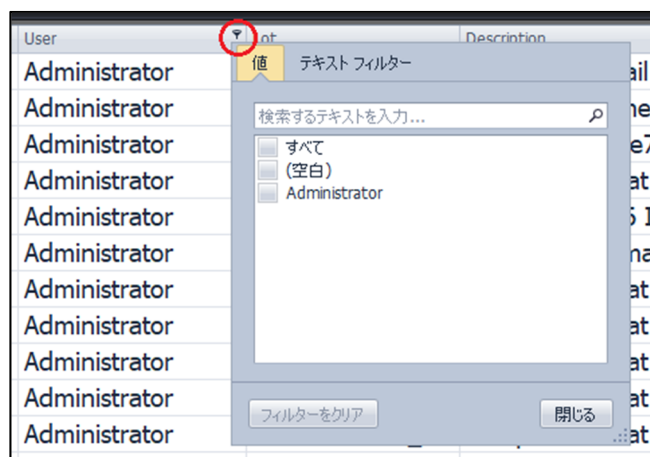 User
Description
Administrator
値 テキスト フィルター
Administrator
検索するテキストを入力...
Administrator
すべて
Administrator
(空白)
Administrator
Administrator
Administrator
Administrator
Administrator
Administrator
Administrator
Administrator
フィルターをクリア 閉じる
Administrator